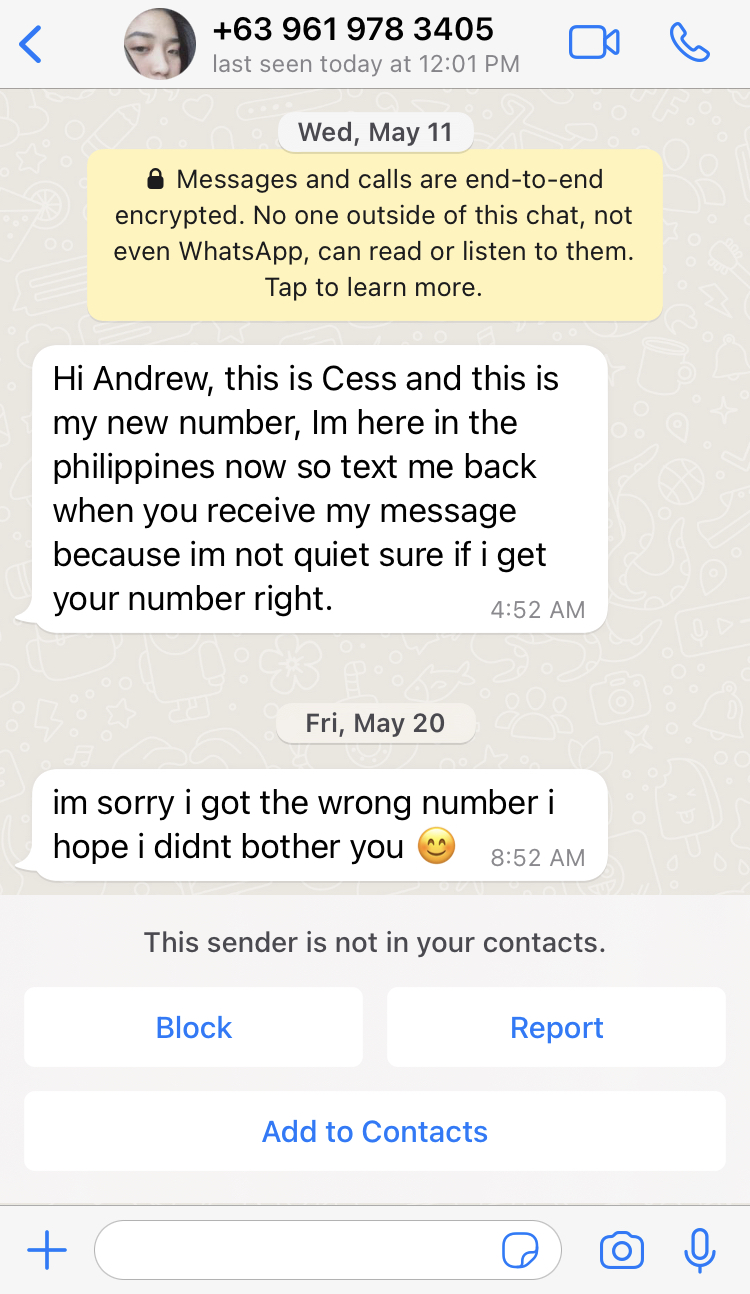 +63 961 978 3405
last seen today at 12:01 PM
Wed, May 11
Messages and calls are end-to-end
encrypted. No one outside of this chat, not
even WhatsApp, can read or listen to them.
Tap to learn more.
Hi Andrew, this is Cess and this is
my new number, Im here in the
philippines now so text me back
when you receive my message
because im not quiet sure if i get
your number right.
4:52 AM
Fri, May 20
im sorry i got the wrong number i
hope i didnt bother you 😊
8:52 AM
This sender is not in your contacts.
Block
Report
Add to Contacts